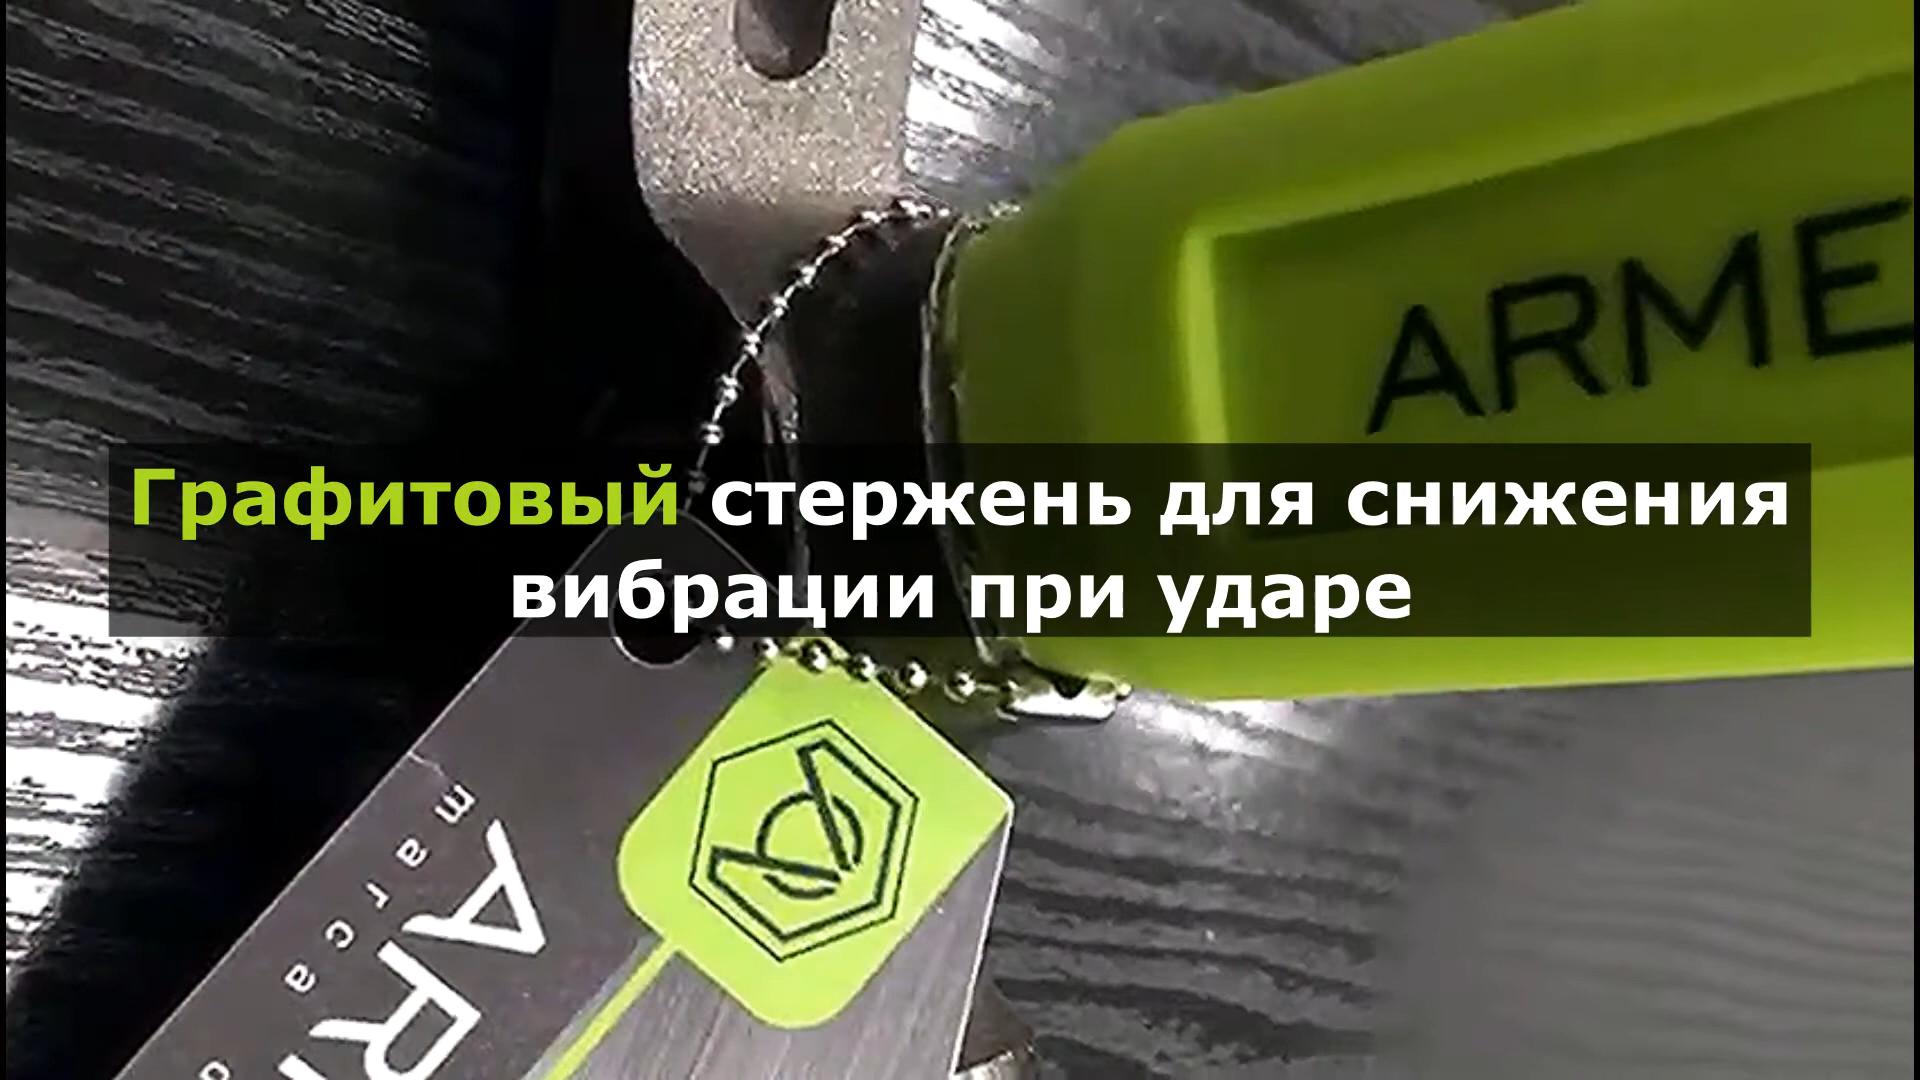 ARME
Графитовый стержень для снижения
вибрации при ударе
marca
AR